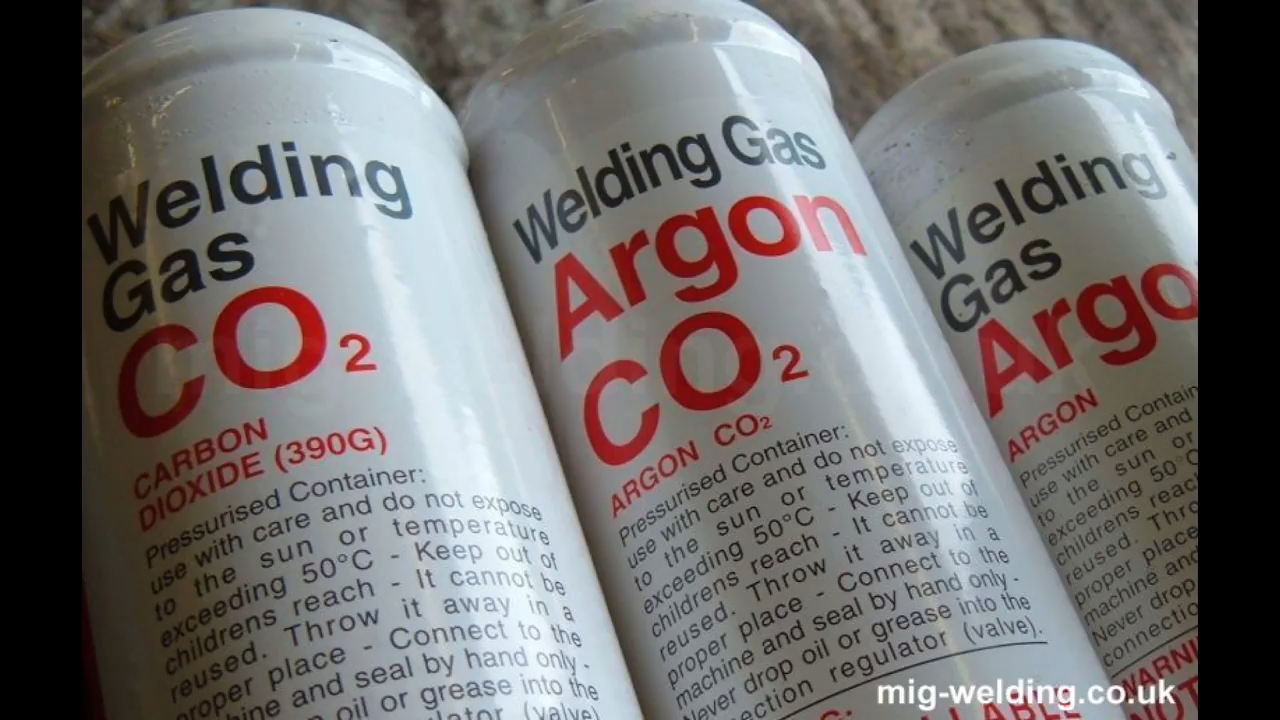 Welding
Gas
CO2
CARBON
DIOXIDE (390G)
Pressurised Container:
use with care and do not expose
to the sun or temperature
exceeding 50°C - Keep out of
childrens reach - It cannot be
reused. Throw it away in a
proper place - Connect to the
and seal by hand only -
oil or grease into the
(valve)
Welding Gas
Argon
CO2
ARGON CO2
Pressurised Container:
use with care and do not expose
to the sun or temperature
exceeding 50°C - Keep out of
childrens reach - It cannot be
reused. Throw it away in a
proper place - Connect to the
machine and seal by hand only -
Never drop oil or grease into the
regulator (valve).
Welding
Gas
Argo
ARGON
Pressurised
use with care and
to the sun or
exceeding 50°C
childrens
reused.
proper place
machine and
Never drop
mig-welding.co.uk